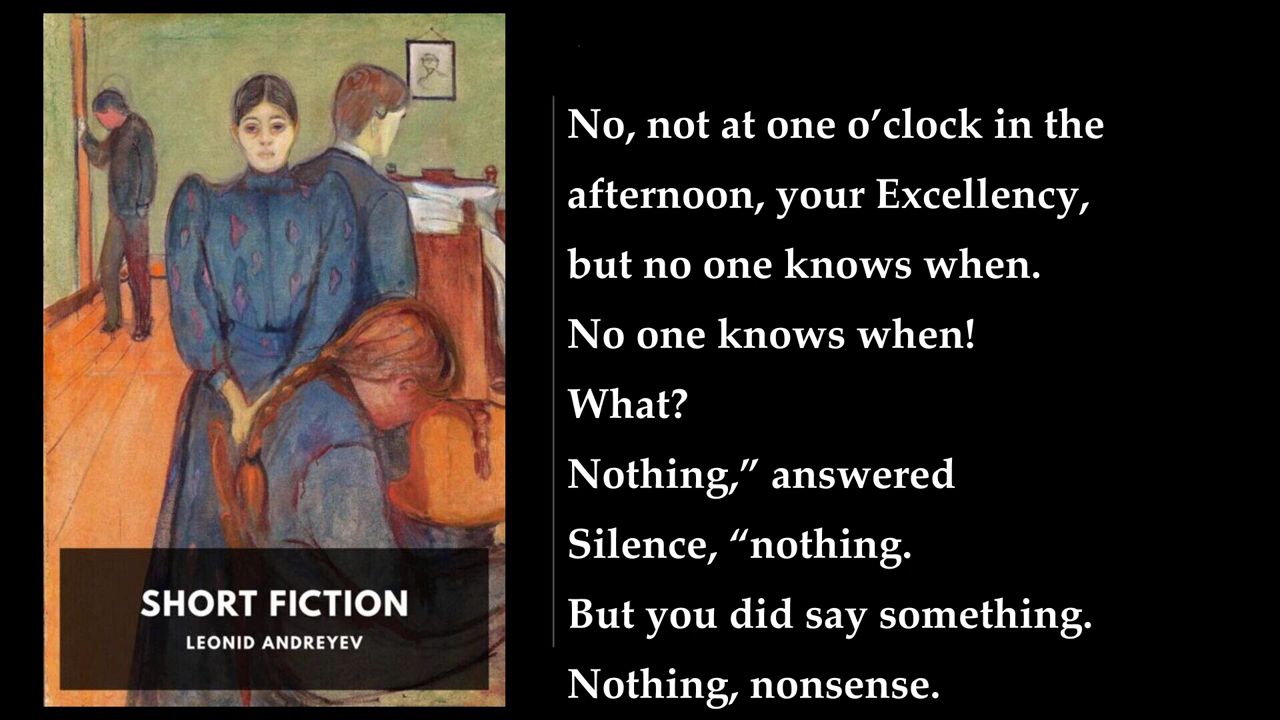 SHORT FICTION
LEONID ANDREYEV
No, not at one o’clock in the
afternoon, your Excellency,
but no one knows when.
No one knows when!
What?
Nothing,” answered
Silence, “nothing.
But you did say something.
Nothing, nonsense.